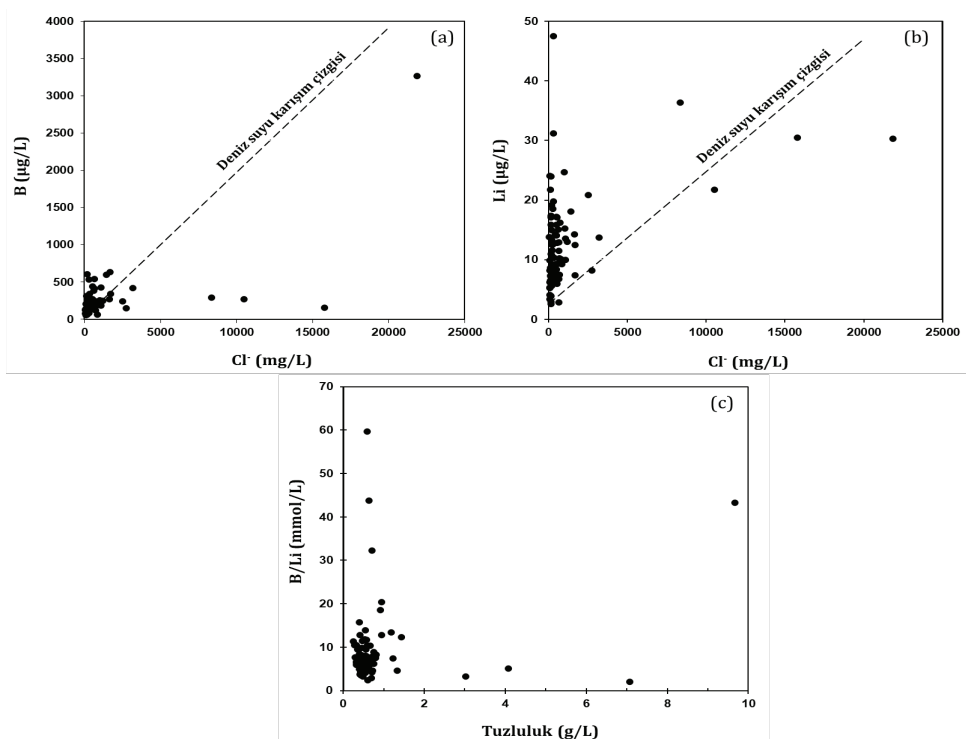 (a)
4000
3500
3000
2500
2000
1500
1000
500
0
B (µg/L)
Deniz suyu karışım çizgisi
0 5000 10000 15000 20000 25000
Cl- (mg/L)
(b)
50
40
30
20
10
0
Li (µg/L)
Deniz suyu karışım çizgisi
0 5000 10000 15000 20000 25000
Cl- (mg/L)
(c)
70
60
50
40
30
20
10
0
B/Li (mmol/L)
0 2 4 6 8 10
Tuzluluk (g/L)